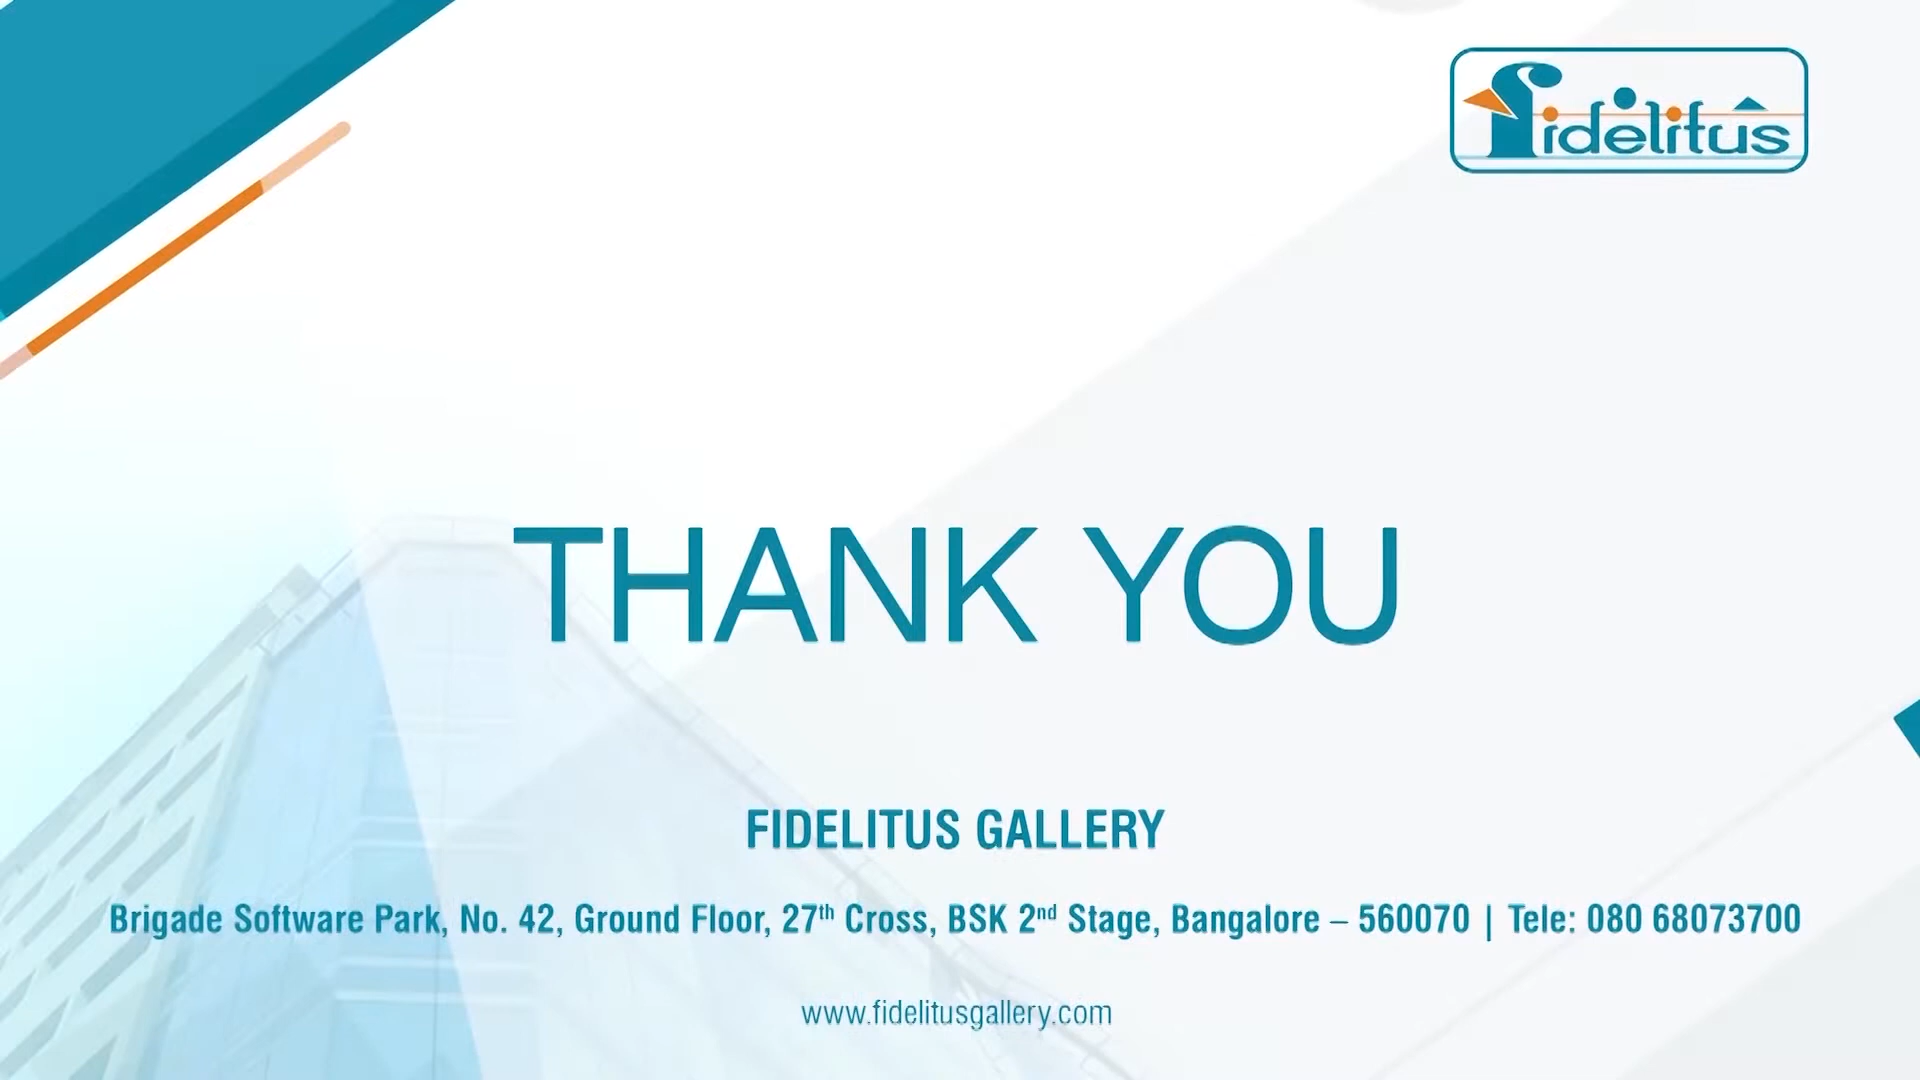 fidelitus
THANK YOU
FIDELITUS GALLERY
Brigade Software Park, No. 42, Ground Floor, 27th Cross, BSK 2nd Stage, Bangalore – 560070 | Tele: 080 68073700
www.fidelitusgallery.com